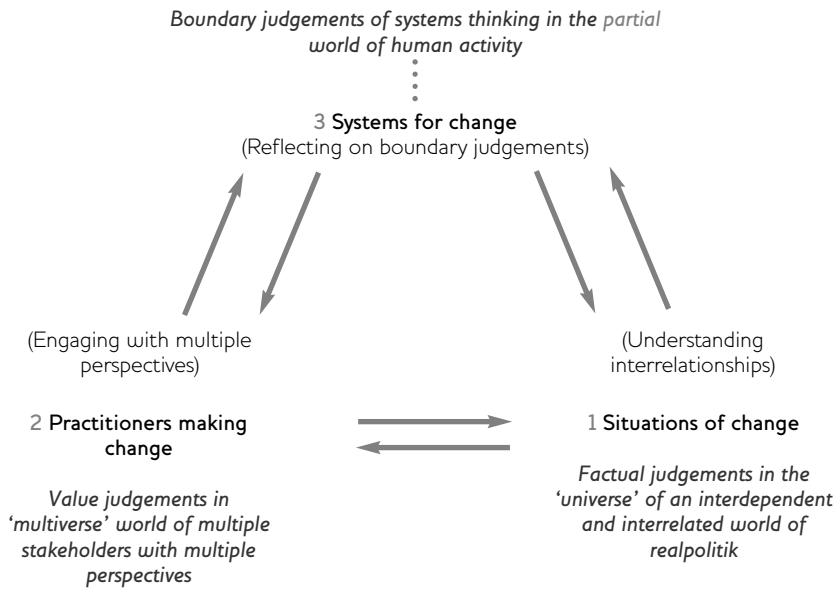 Boundary judgements of systems thinking in the partial
world of human activity
3 Systems for change
(Reflecting on boundary judgements)
(Engaging with multiple
perspectives)
2 Practitioners making
change
Value judgements in
‘multiverse’ world of multiple
stakeholders with multiple
perspectives
(Understanding
interrelationships)
1 Situations of change
Factual judgements in the
‘universe’ of an interdependent
and interrelated world of
realpolitik